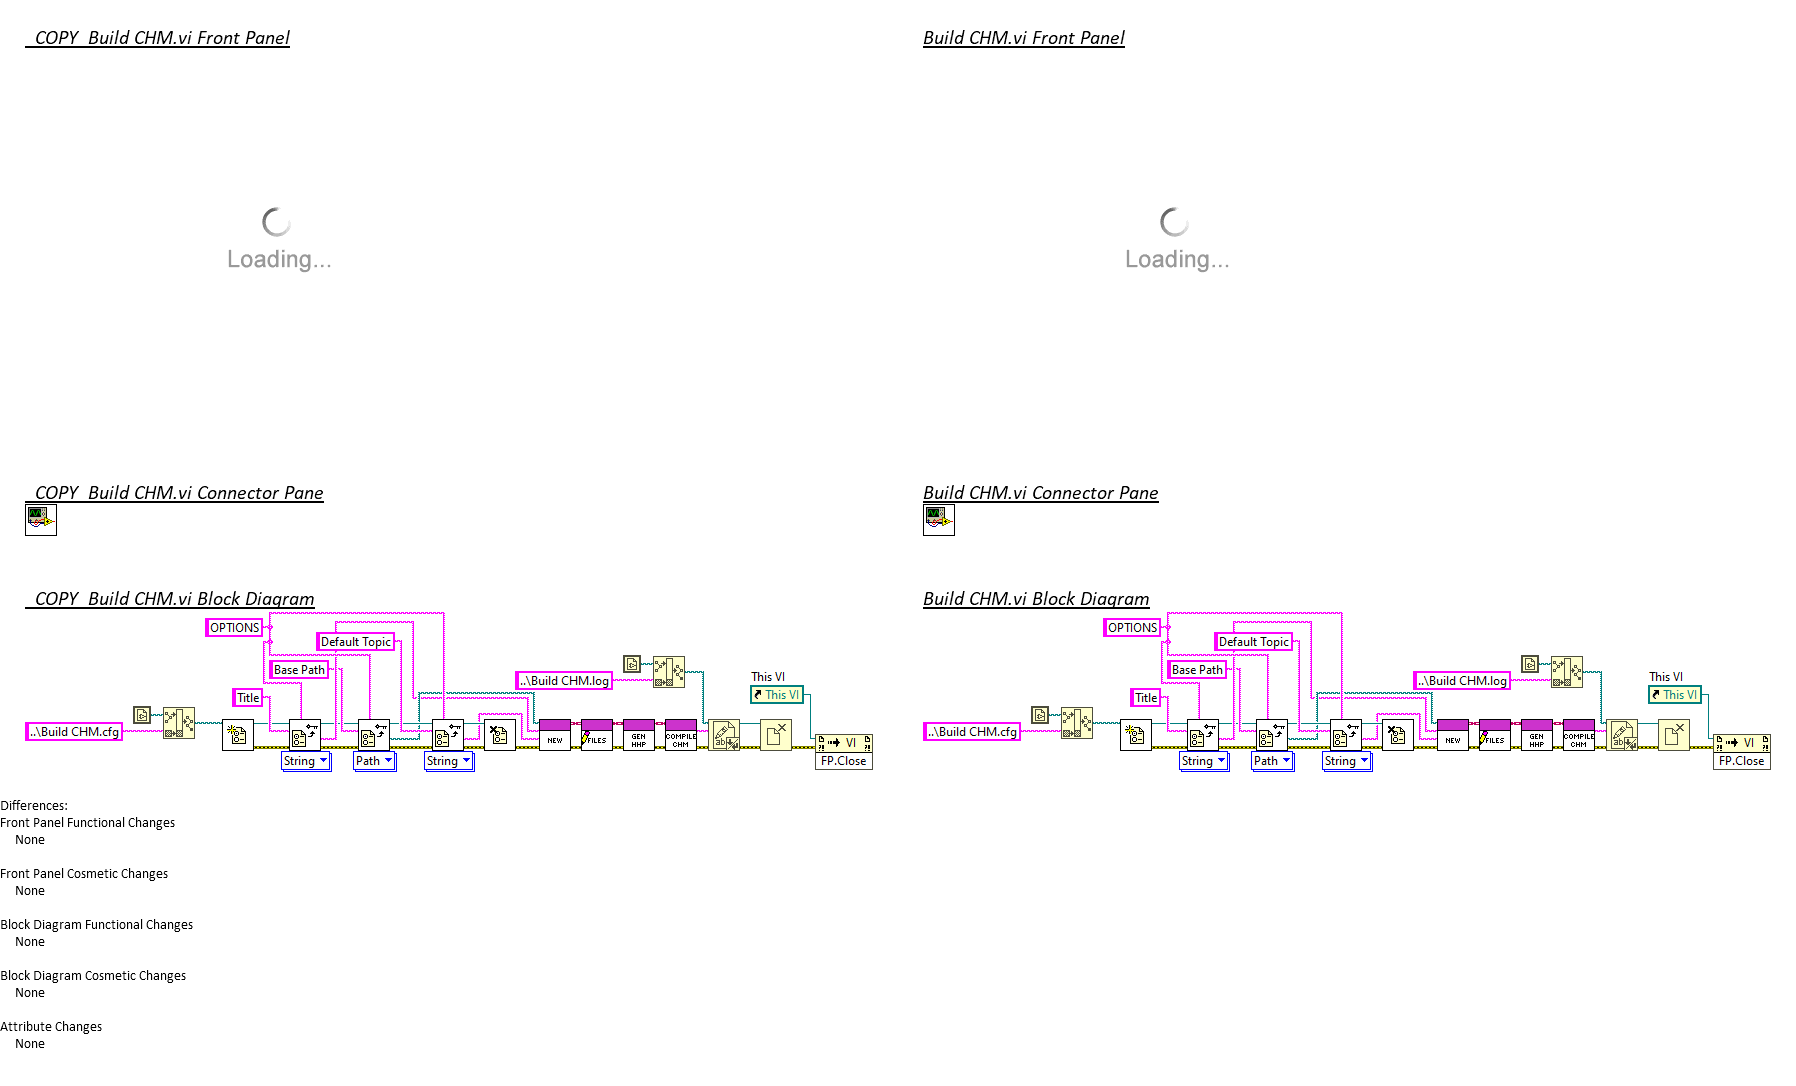 COPY  Build CHM.vi Front Panel
Loading...
COPY  Build CHM.vi Connector Pane
COPY  Build CHM.vi Block Diagram
OPTIONS
Default Topic
Base Path
..\Build CHM.log
This VI
This VI
Title
..\Build CHM.cfg
NEW
FILES
GEN
HHP
COMPILE
CHM
ab
VI
String
Path
String
FP.Close
Build CHM.vi Front Panel
Loading...
Build CHM.vi Connector Pane
Build CHM.vi Block Diagram
OPTIONS
Default Topic
Base Path
..\Build CHM.log
This VI
This VI
Title
..\Build CHM.cfg
NEW
FILES
GEN
HHP
COMPILE
CHM
ab
VI
String
Path
String
FP.Close
Differences:
Front Panel Functional Changes
None
Front Panel Cosmetic Changes
None
Block Diagram Functional Changes
None
Block Diagram Cosmetic Changes
None
Attribute Changes
None